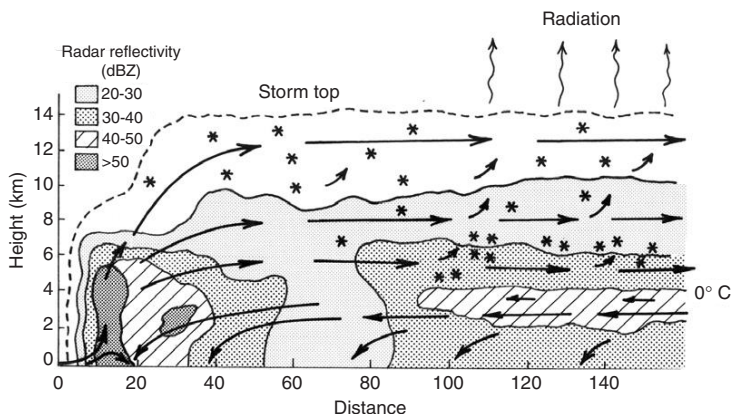 Radiation
Radar reflectivity
(dBZ)
20-30
30-40
40-50
>50
Storm top
14
12
10
8
6
4
2
0
Height (km)
0° C
0 20 40 60 80 100 120 140
Distance